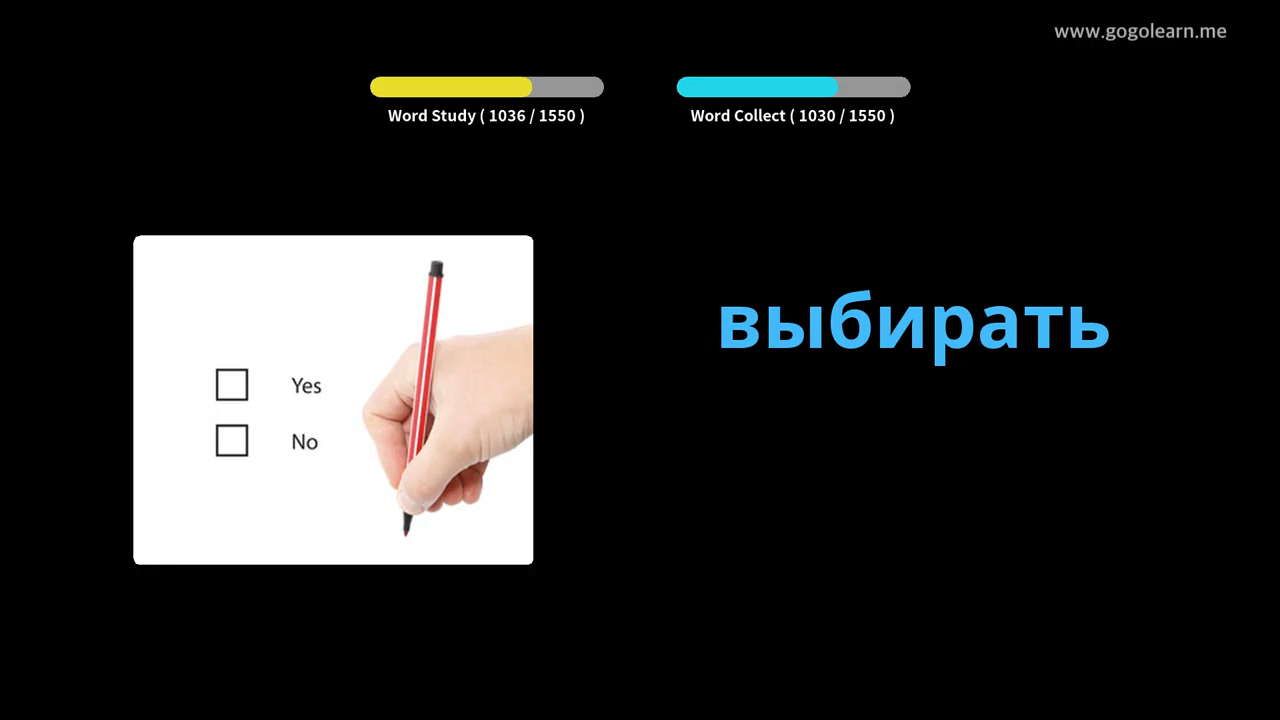 www.gogolearn.me
Word Study ( 1036 / 1550 )
Word Collect ( 1030 / 1550 )
выбирать
Yes
No